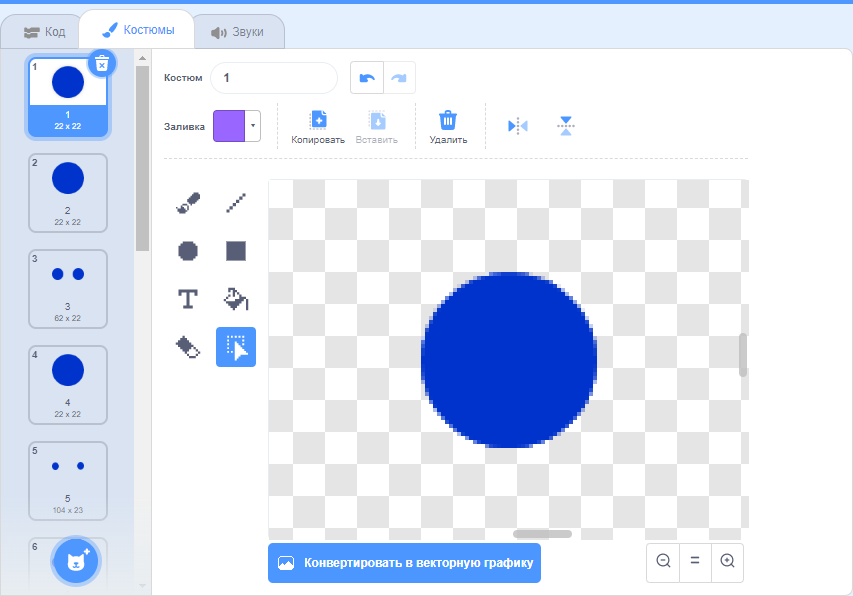 Код
Костюмы
Звуки
1
1
22 x 22
2
2
22 x 22
3
3
62 x 22
4
4
22 x 22
5
5
104 x 23
6
Костюм
1
Заливка
Копировать
Вставить
Удалить
T
Конвертировать в векторную графику